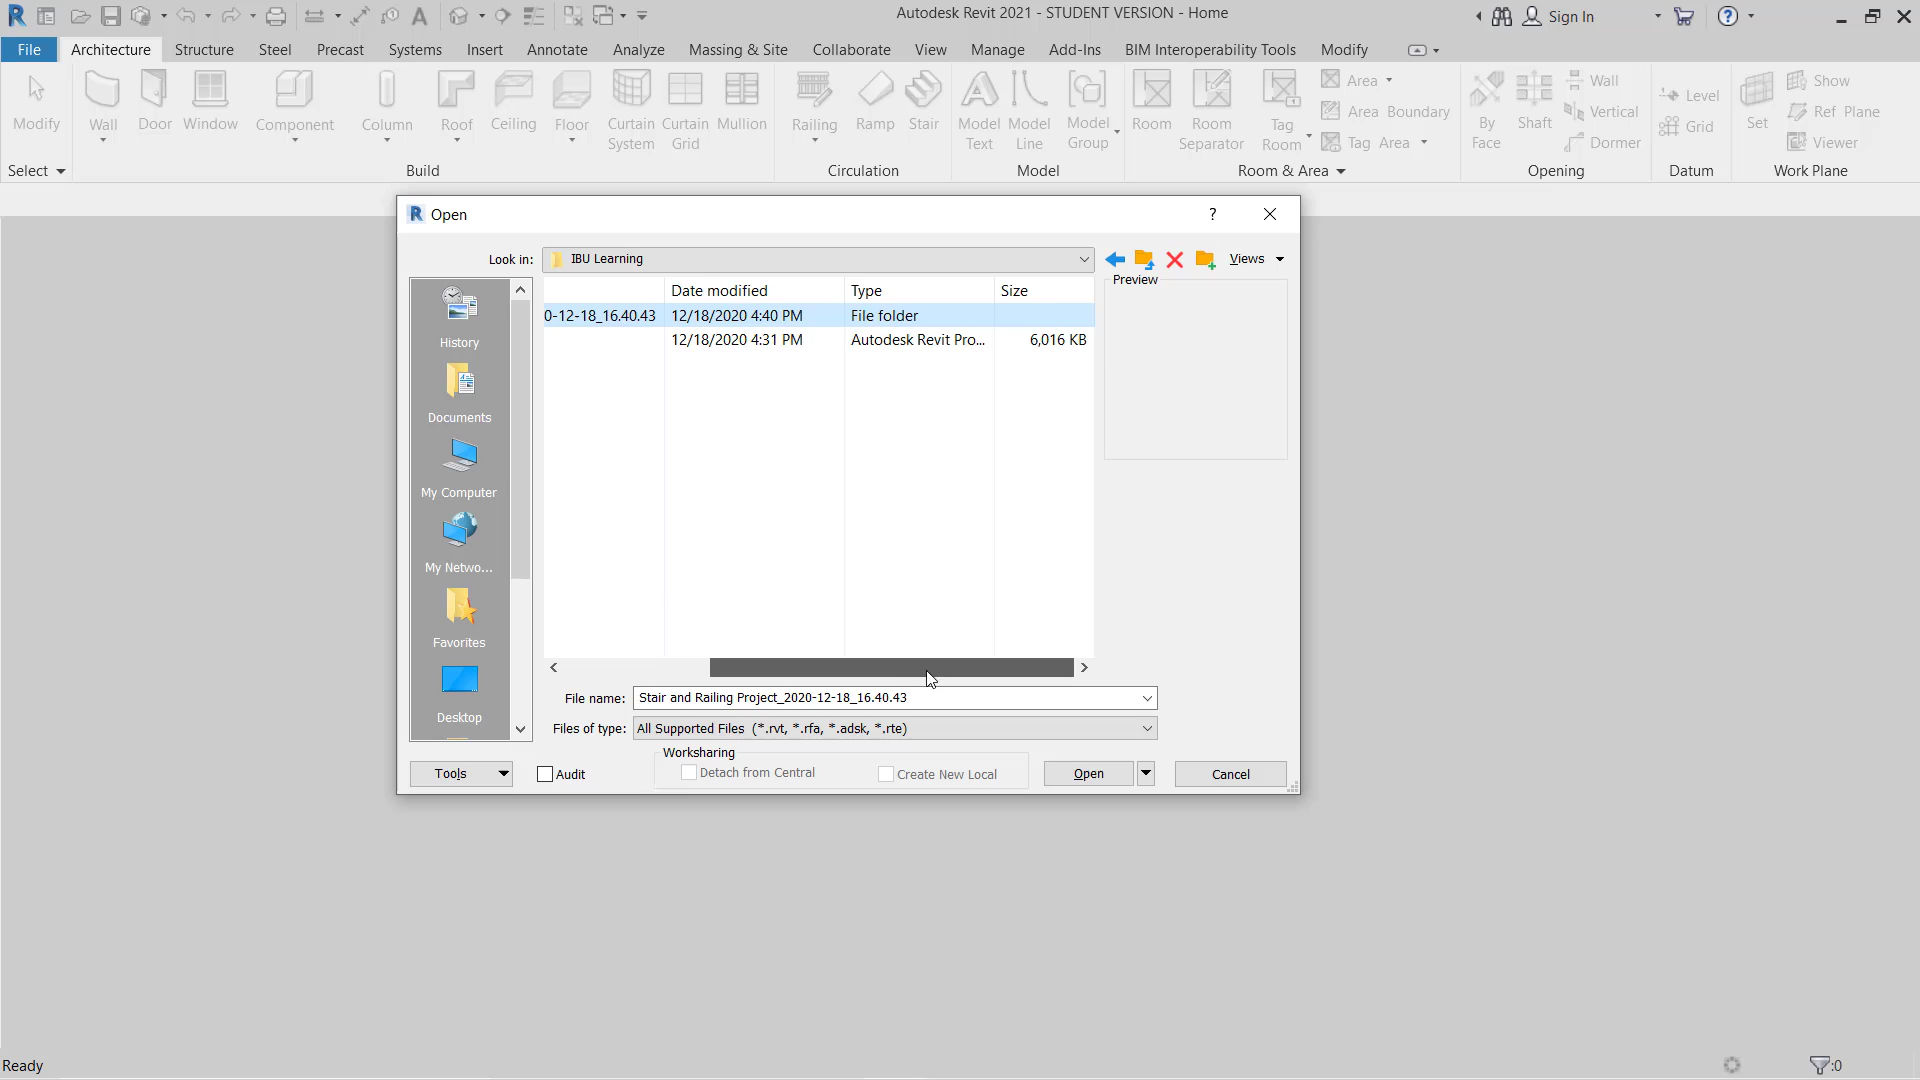 Autodesk Revit 2021 - STUDENT VERSION - Home
Sign In
File Architecture Structure Steel Precast Systems Insert Annotate Analyze Massing & Site Collaborate View Manage Add-Ins BIM Interoperability Tools Modify
Modify
Wall
Door
Window
Component
Column
Roof
Ceiling
Floor
Curtain System
Curtain Grid
Mullion
Railing
Ramp
Stair
Model Text
Model Line
Model Group
Room
Room Separator
Tag Room
Area
Area Boundary
Tag Area
By Face
Shaft
Wall
Vertical
Dormer
Level
Grid
Set
Show
Ref Plane
Viewer
Select Build Circulation Model Room & Area Opening Datum Work Plane
Open
Look in: IBU Learning Views
Preview
Date modified Type Size
0-12-18_16.40.43 12/18/2020 4:40 PM File folder
12/18/2020 4:31 PM Autodesk Revit Pro... 6,016 KB
History
Documents
My Computer
My Netwo...
Favorites
Desktop
File name: Stair and Railing Project_2020-12-18_16.40.43
Files of type: All Supported Files (*.rvt, *.rfa, *.adsk, *.rte)
Worksharing
Tools Audit Detach from Central Create New Local Open Cancel
Ready :0